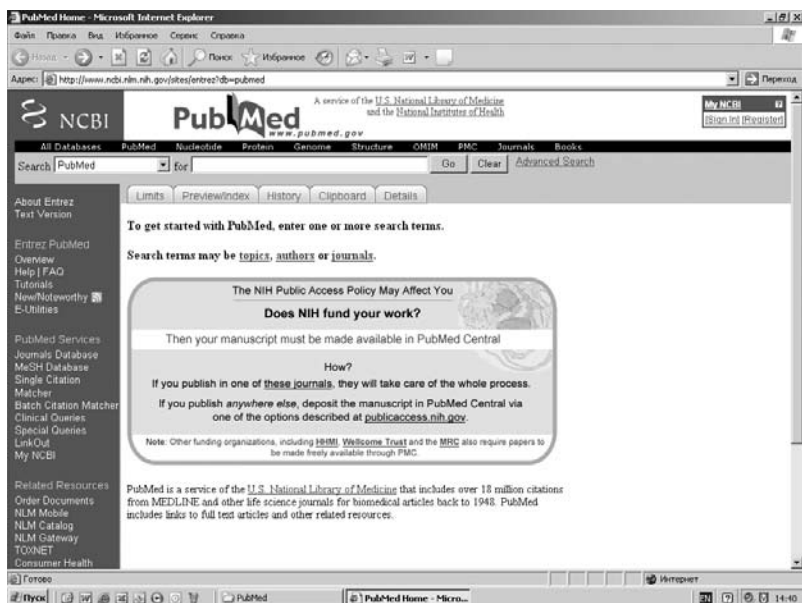 PubMed Home - Microsoft Internet Explorer
Файл Правка Вид Избранное Сервис Справка
Назад Поиск Избранное
Адрес: http://www.ncbi.nlm.nih.gov/sites/entrez?db=pubmed Переход
NCBI
PubMed
www.pubmed.gov
A service of the U.S. National Library of Medicine
and the National Institutes of Health
My NCBI
[Sign In] [Register]
All Databases PubMed Nucleotide Protein Genome Structure OMIM PMC Journals Books
Search PubMed for Go Clear Advanced Search
Limits Preview/Index History Clipboard Details
About Entrez
Text Version
Entrez PubMed
Overview
Help | FAQ
Tutorials
New/Noteworthy
E-Utilities
PubMed Services
Journals Database
MeSH Database
Single Citation
Matcher
Batch Citation Matcher
Clinical Queries
Special Queries
LinkOut
My NCBI
Related Resources
Order Documents
NLM Mobile
NLM Catalog
NLM Gateway
TOXNET
Consumer Health
To get started with PubMed, enter one or more search terms.
Search terms may be topics, authors or journals.
The NIH Public Access Policy May Affect You
Does NIH fund your work?
Then your manuscript must be made available in PubMed Central
How?
If you publish in one of these journals, they will take care of the whole process.
If you publish anywhere else, deposit the manuscript in PubMed Central via
one of the options described at publicaccess.nih.gov.
Note: Other funding organizations, including HHMI, Wellcome Trust and the MRC also require papers to
be made freely available through PMC.
PubMed is a service of the U.S. National Library of Medicine that includes over 18 million citations
from MEDLINE and other life science journals for biomedical articles back to 1948. PubMed
includes links to full text articles and other related resources.
Готово Интернет
Пуск PubMed PubMed Home - Micro... EN 14:40